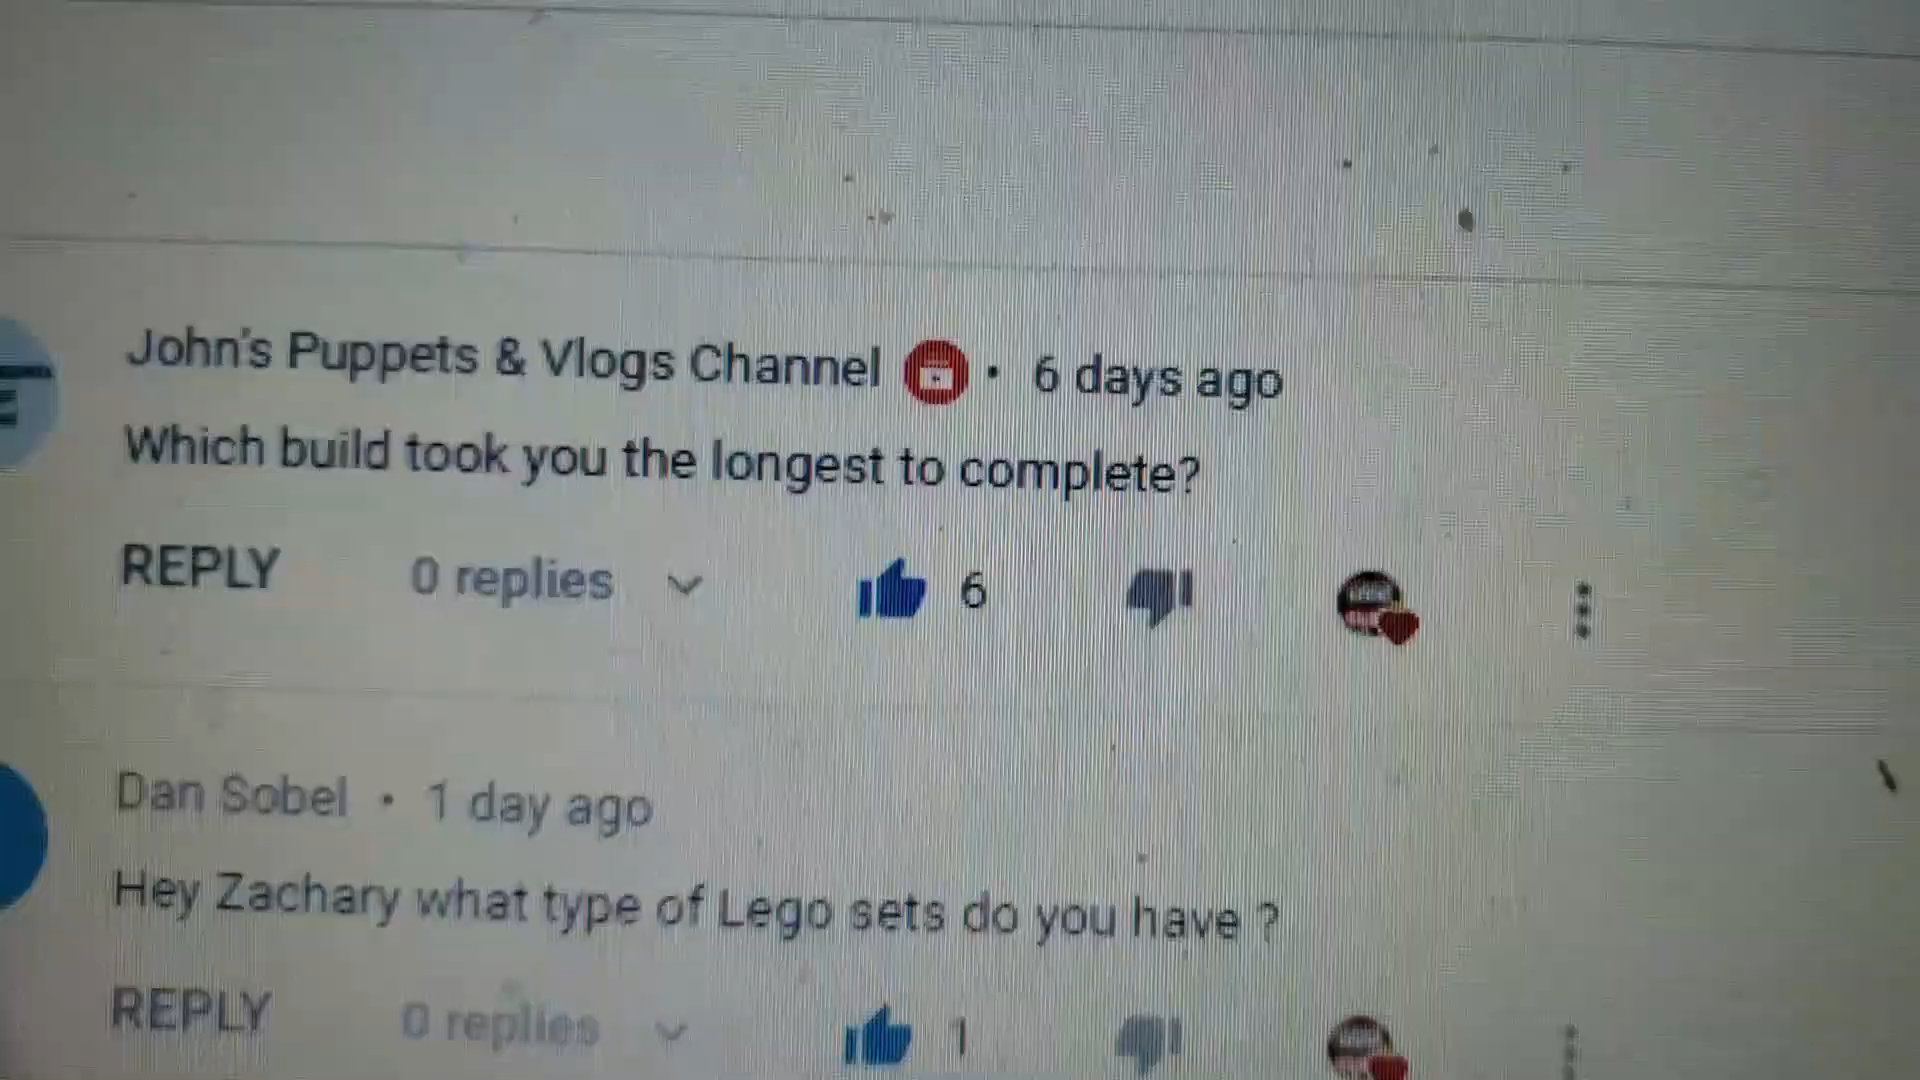 John's Puppets & Vlogs Channel • 6 days ago
Which build took you the longest to complete?
REPLY 0 replies 6
Dan Sobel • 1 day ago
Hey Zachary what type of Lego sets do you have ?
REPLY 0 replies 1